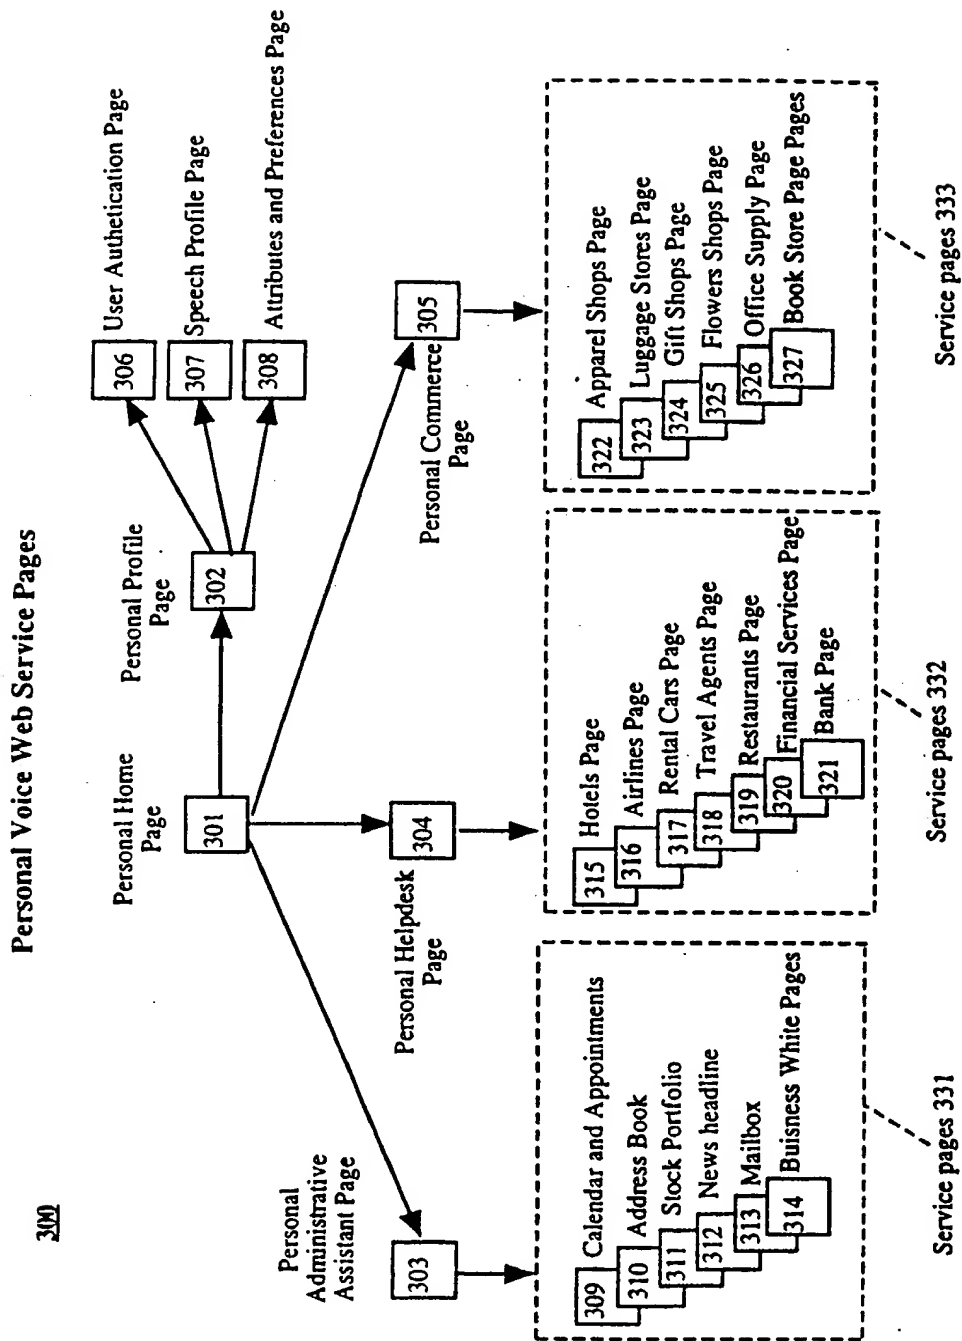 Personal Voice Web Service Pages
300
Personal Home
Page
301
Personal Profile
Page
302
306
User Authetication Page
307
Speech Profile Page
308
Attributes and Preferences Page
Personal
Administrative
Assistant Page
303
Personal Helpdesk
Page
304
Personal Commerce
Page
305
309
Calendar and Appointments
310
Address Book
311
Stock Portfolio
312
News headline
313
Mailbox
314
Buisness White Pages
Service pages 331
315
Hotels Page
316
Airlines Page
317
Rental Cars Page
318
Travel Agents Page
319
Restaurants Page
320
Financial Services Page
321
Bank Page
Service pages 332
322
Apparel Shops Page
323
Luggage Stores Page
324
Gift Shops Page
325
Flowers Shops Page
326
Office Supply Page
327
Book Store Page Pages
Service pages 333